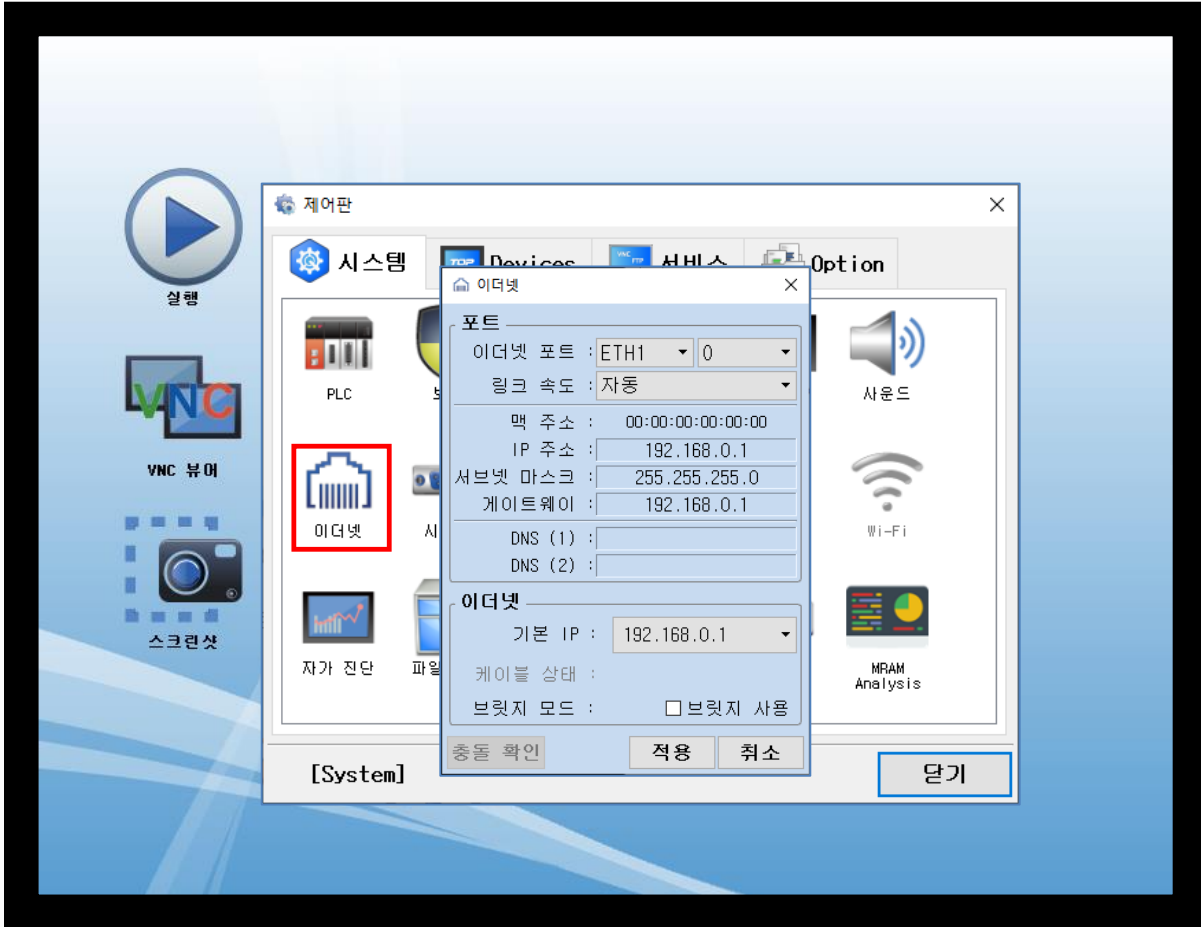 제어판
시스템
Devices
서비스
Option
실행
VNC
VNC 뷰어
스크린샷
PLC
사운드
이더넷
Wi-Fi
자가 진단
MRAM
Analysis
[System]
닫기
이더넷
포트
이더넷 포트 : ETH1 0
링크 속도 : 자동
맥 주소 : 00:00:00:00:00:00
IP 주소 : 192.168.0.1
서브넷 마스크 : 255.255.255.0
게이트웨이 : 192.168.0.1
DNS (1) :
DNS (2) :
이더넷
기본 IP : 192.168.0.1
케이블 상태 :
브릿지 모드 : 브릿지 사용
충돌 확인 적용 취소